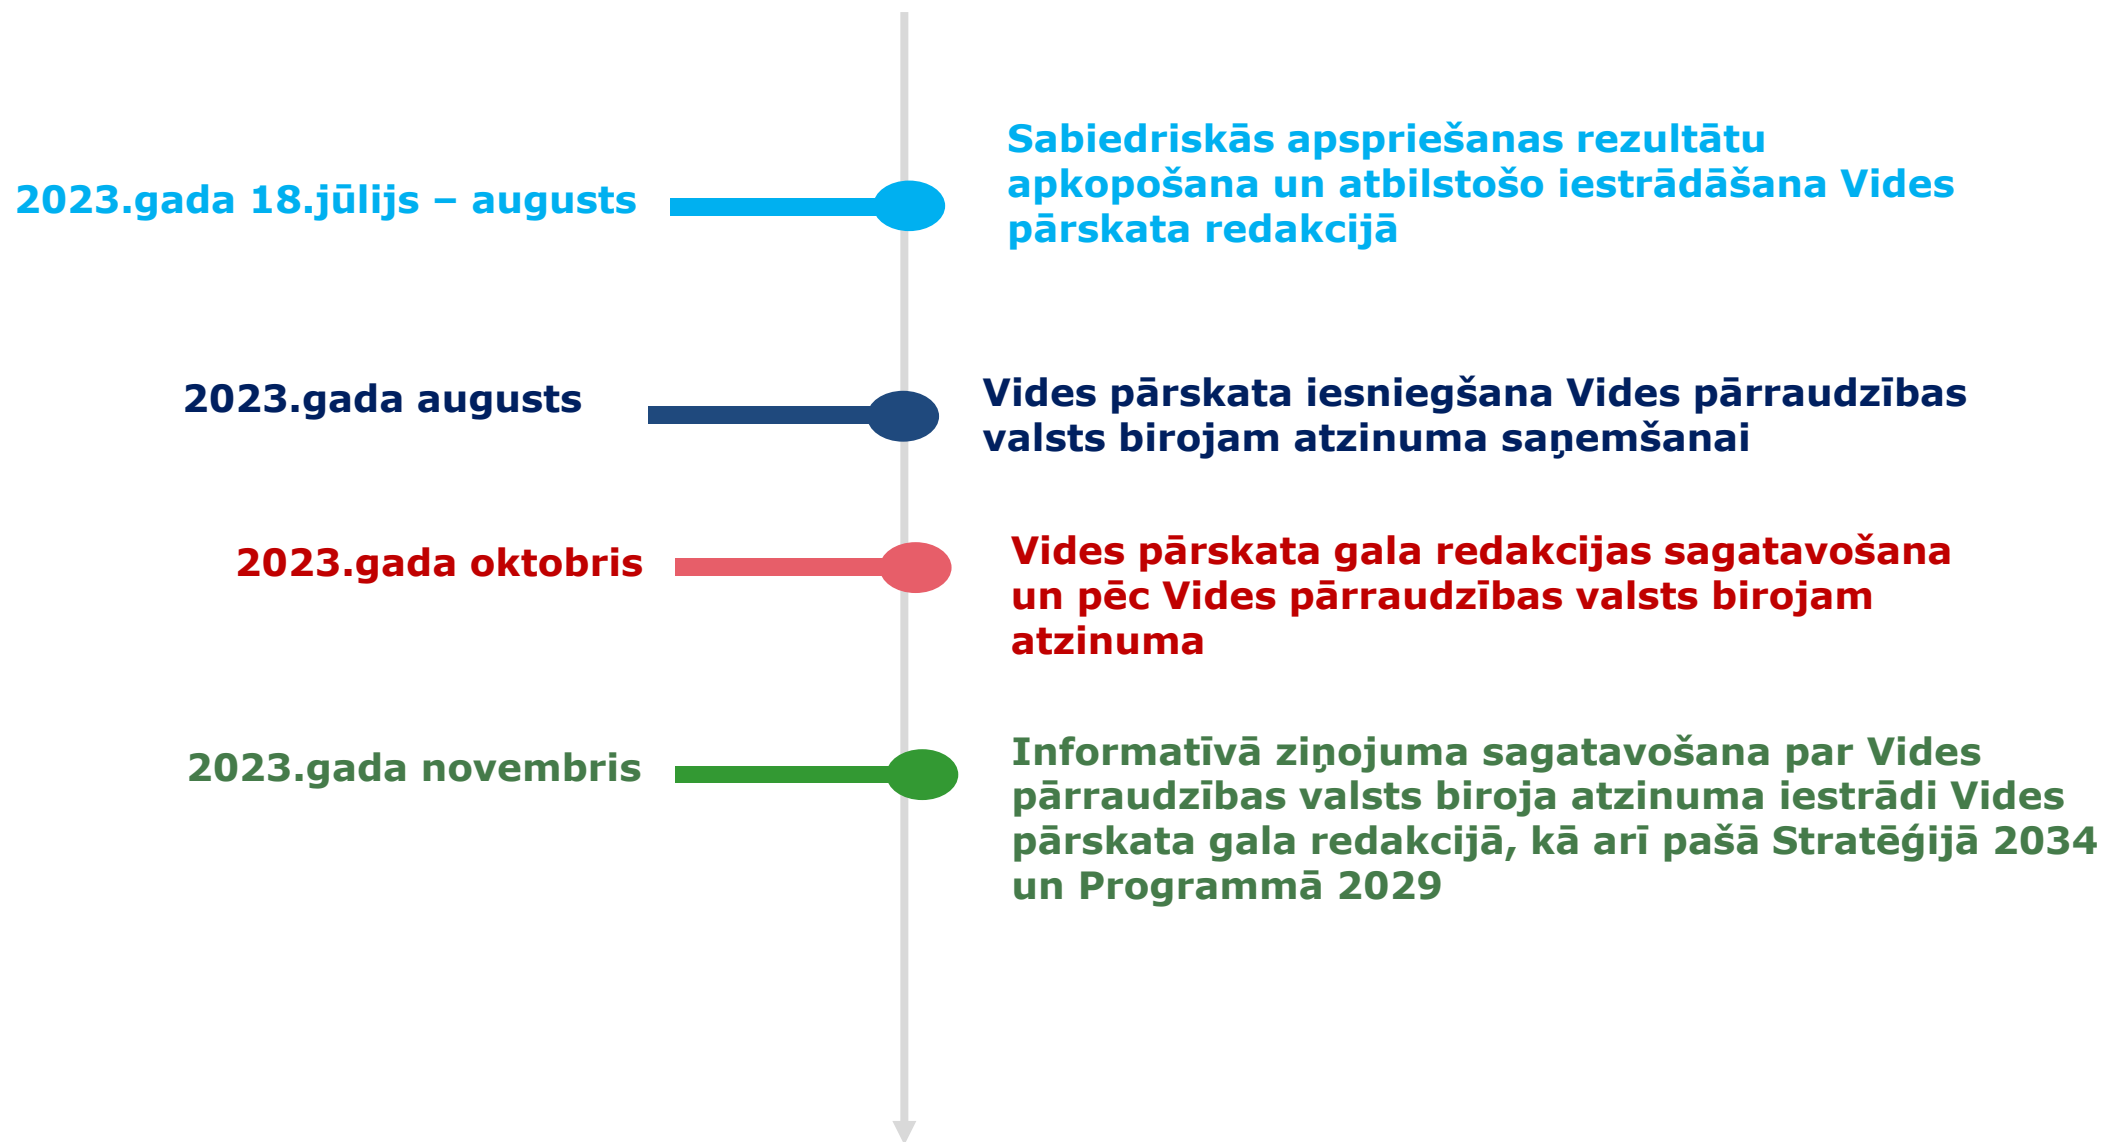 2023.gada 18.jūlijs – augusts
Sabiedriskās apspriešanas rezultātu
apkopošana un atbilstošo iestrādāšana Vides
pārskata redakcijā
2023.gada augusts
Vides pārskata iesniegšana Vides pārraudzības
valsts birojam atzinuma saņemšanai
2023.gada oktobris
Vides pārskata gala redakcijas sagatavošana
un pēc Vides pārraudzības valsts birojam
atzinuma
2023.gada novembris
Informatīvā ziņojuma sagatavošana par Vides
pārraudzības valsts biroja atzinuma iestrādi Vides
pārskata gala redakcijā, kā arī pašā Stratēģijā 2034
un Programmā 2029